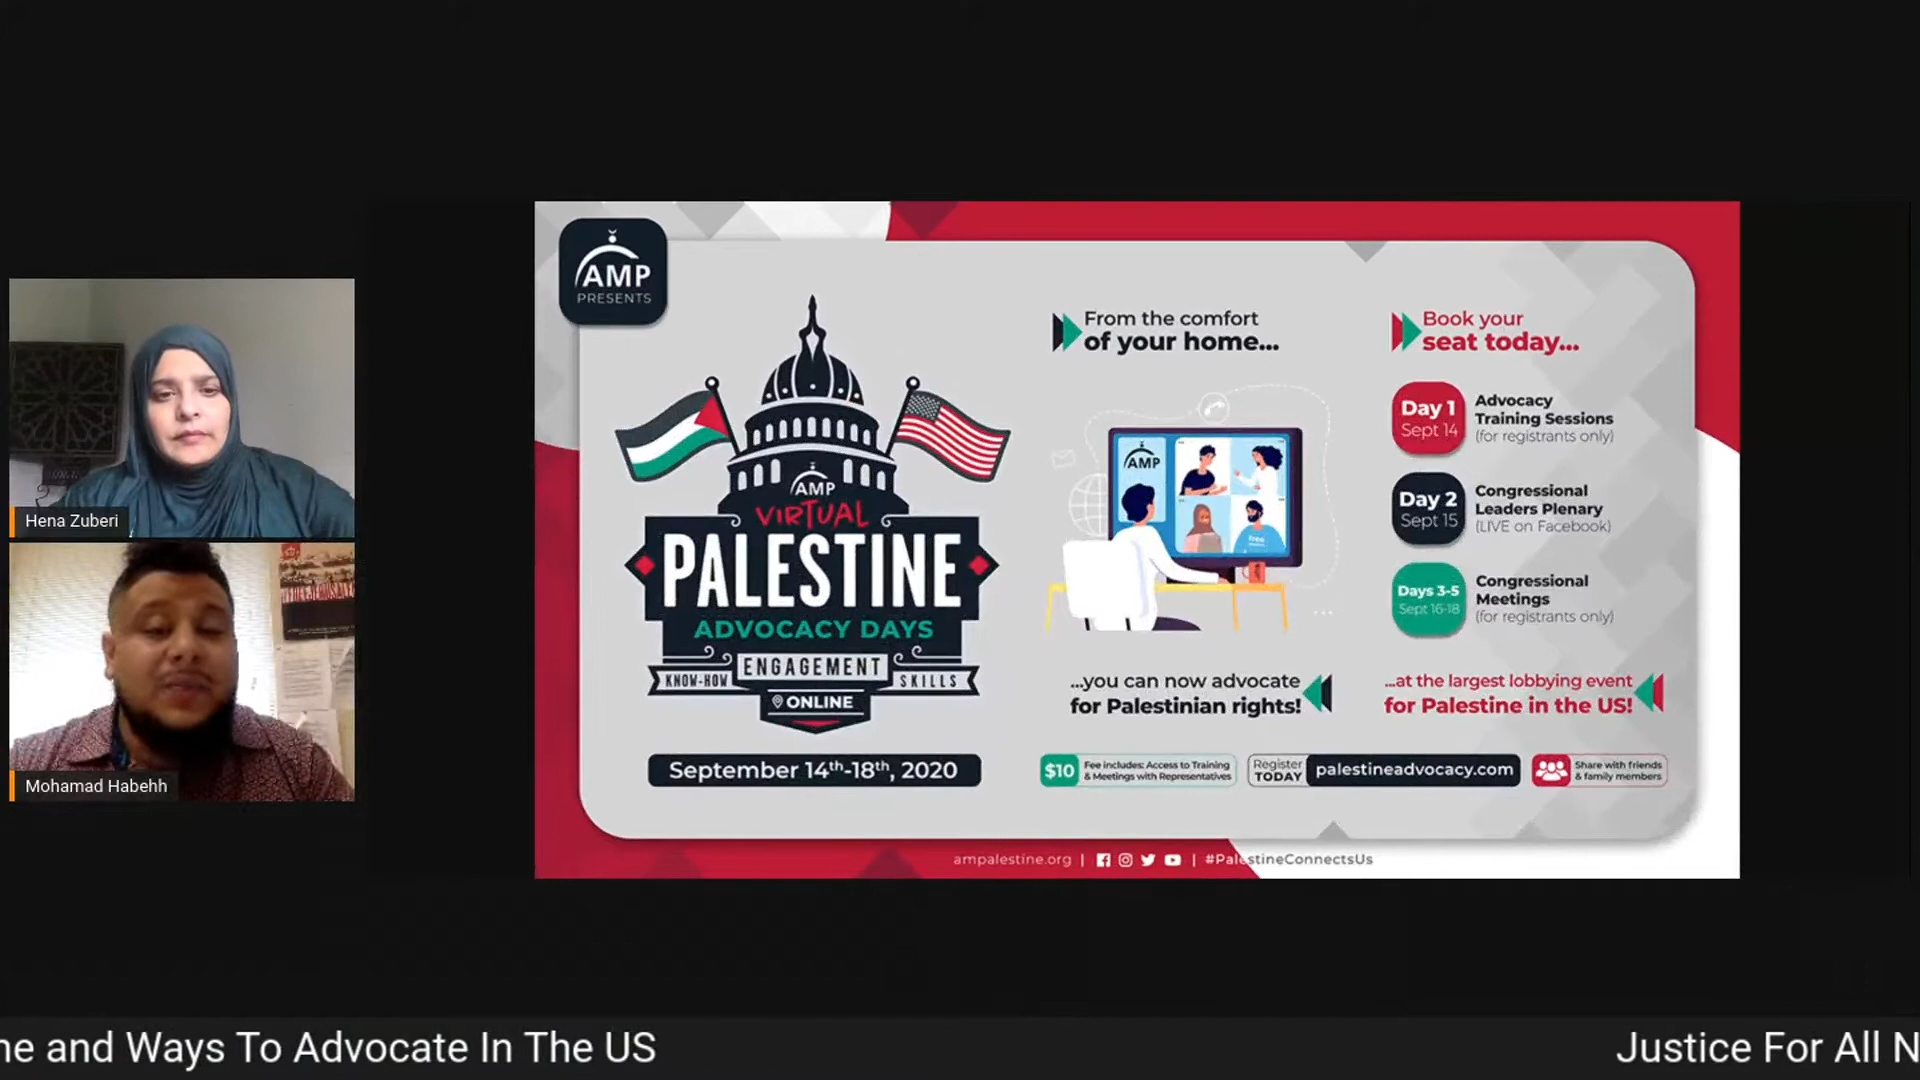 Hena Zuberi
Mohamad Habehh
AMP
PRESENTS
AMP
VIRTUAL
PALESTINE
ADVOCACY DAYS
ENGAGEMENT
KNOW-HOW
SKILLS
ONLINE
September 14th-18th, 2020
From the comfort
of your home...
AMP
Free
...you can now advocate
for Palestinian rights!
Book your
seat today...
Day 1
Sept 14
Advocacy
Training Sessions
(for registrants only)
Day 2
Sept 15
Congressional
Leaders Plenary
(LIVE on Facebook)
Days 3-5
Sept 16-18
Congressional
Meetings
(for registrants only)
...at the largest lobbying event
for Palestine in the US!
$10
Fee includes: Access to Training
& Meetings with Representatives
Register
TODAY
palestineadvocacy.com
Share with friends
& family members
ampalestine.org | | #PalestineConnectsUs
ne and Ways To Advocate In The US
Justice For All N